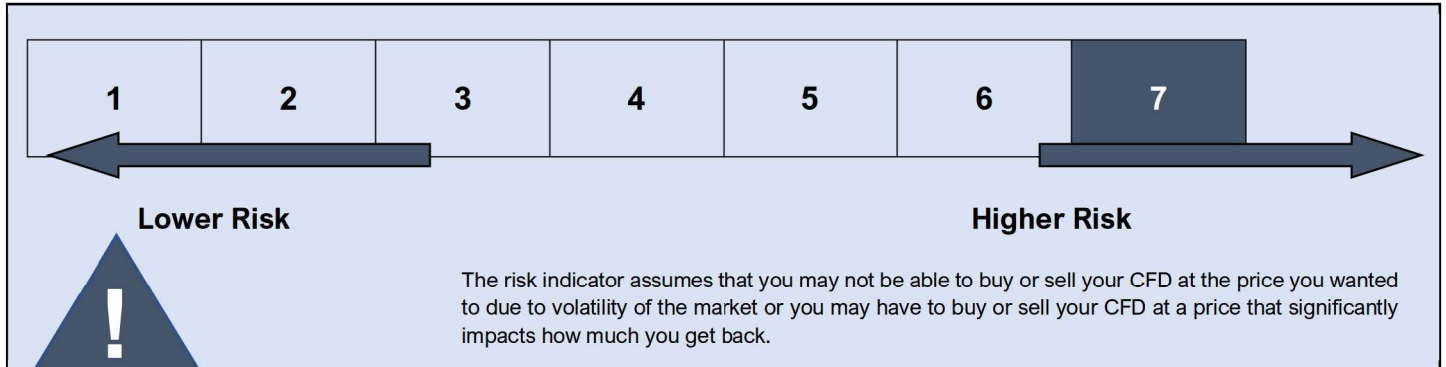 1 2 3 4 5 6 7
Lower Risk Higher Risk
!
The risk indicator assumes that you may not be able to buy or sell your CFD at the price you wanted
to due to volatility of the market or you may have to buy or sell your CFD at a price that significantly
impacts how much you get back.